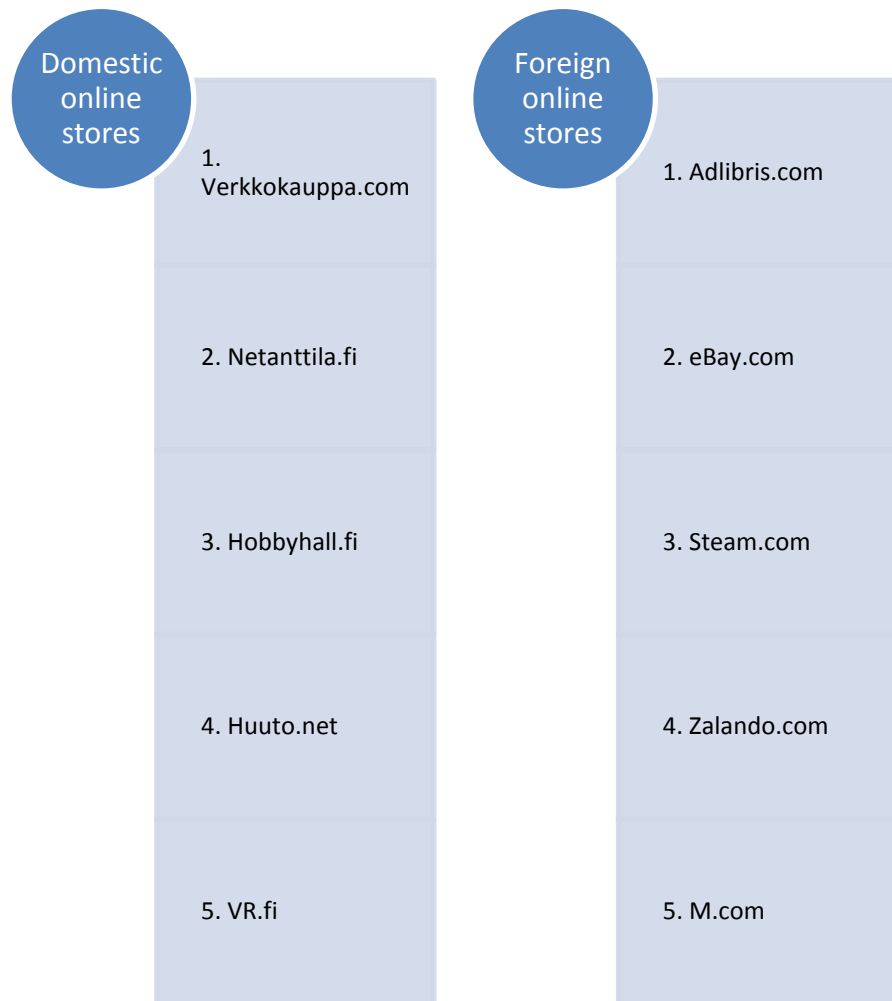 Domestic
online
stores
1.
Verkkokauppa.com
2. Netanttila.fi
3. Hobbyhall.fi
4. Huuto.net
5. VR.fi
Foreign
online
stores
1. Adlibris.com
2. eBay.com
3. Steam.com
4. Zalando.com
5. M.com